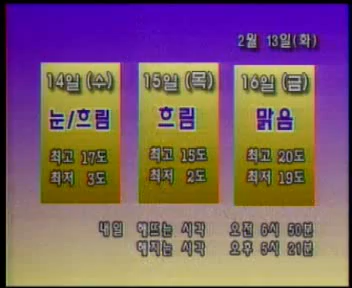 2월 13일(화)
14일 (수)
눈/흐림
최고 17도
최저 3도
15일 (목)
흐림
최고 15도
최저 2도
16일 (금)
맑음
최고 20도
최저 19도
내일 해뜨는 시각 오전 6시 50분
해지는 시각 오후 5시 21분